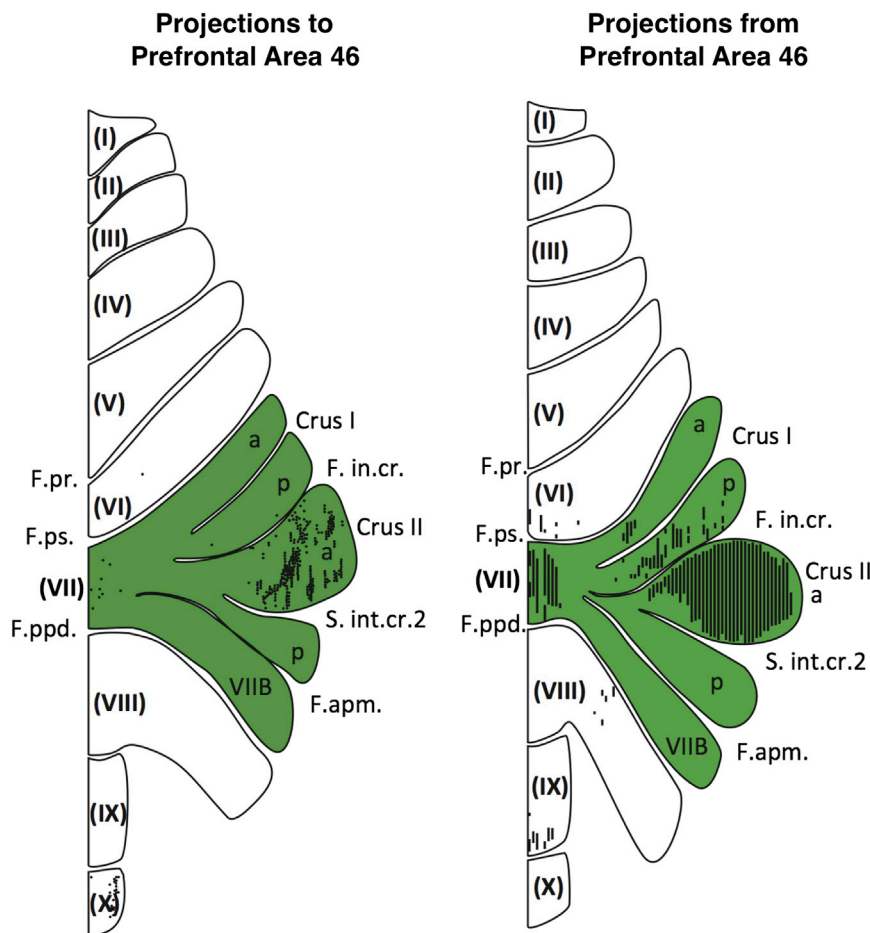 Projections to
Prefrontal Area 46
(I)
(II)
(III)
(IV)
(V)
F.pr.
(VI)
F.ps.
(VII)
F.ppd.
(VIII)
(IX)
(X)
a
Crus I
p
F. in.cr.
Crus II
a
S. int.cr.2
p
VIIB
F.apm.
Projections from
Prefrontal Area 46
(I)
(II)
(III)
(IV)
(V)
F.pr.
(VI)
F.ps.
(VII)
F.ppd.
(VIII)
(IX)
(X)
a
Crus I
p
F. in.cr.
Crus II
a
S. int.cr.2
p
VIIB
F.apm.